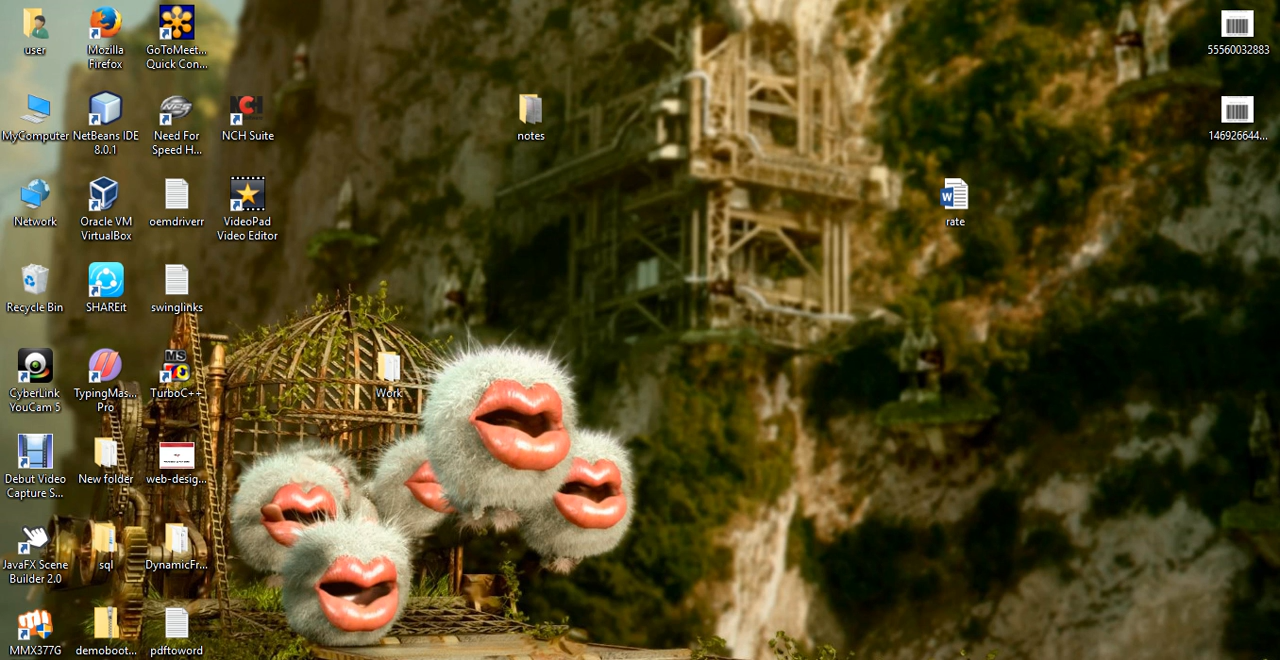 user
Mozilla
Firefox
GoToMeet...
Quick Con...
55560032883
MyComputer
NetBeans IDE
8.0.1
Need For
Speed H...
NCH
NCH Suite
notes
146926644...
Network
Oracle VM
VirtualBox
oemdriverr
VideoPad
Video Editor
W
rate
Recycle Bin
SHAREit
swinglinks
CyberLink
YouCam 5
TypingMas...
Pro
MS
TurboC++
Work
Debut Video
Capture S...
New folder
web-desig...
JavaFX Scene
Builder 2.0
sql
DynamicFr...
MMX377G
demoboot...
pdftoword